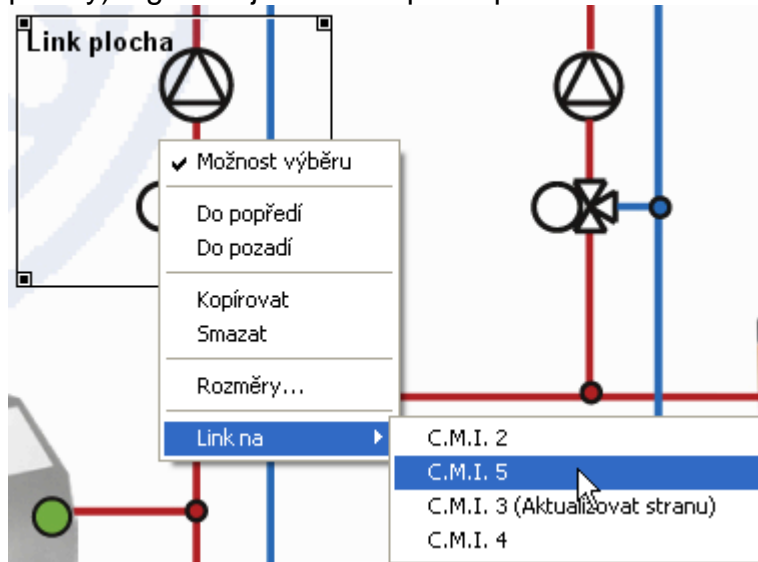 Link plocha
Možnost výběru
Do popředí
Do pozadí
Kopírovat
Smazat
Rozměry...
Link na
C.M.I. 2
C.M.I. 5
C.M.I. 3 (Aktualizovat stranu)
C.M.I. 4